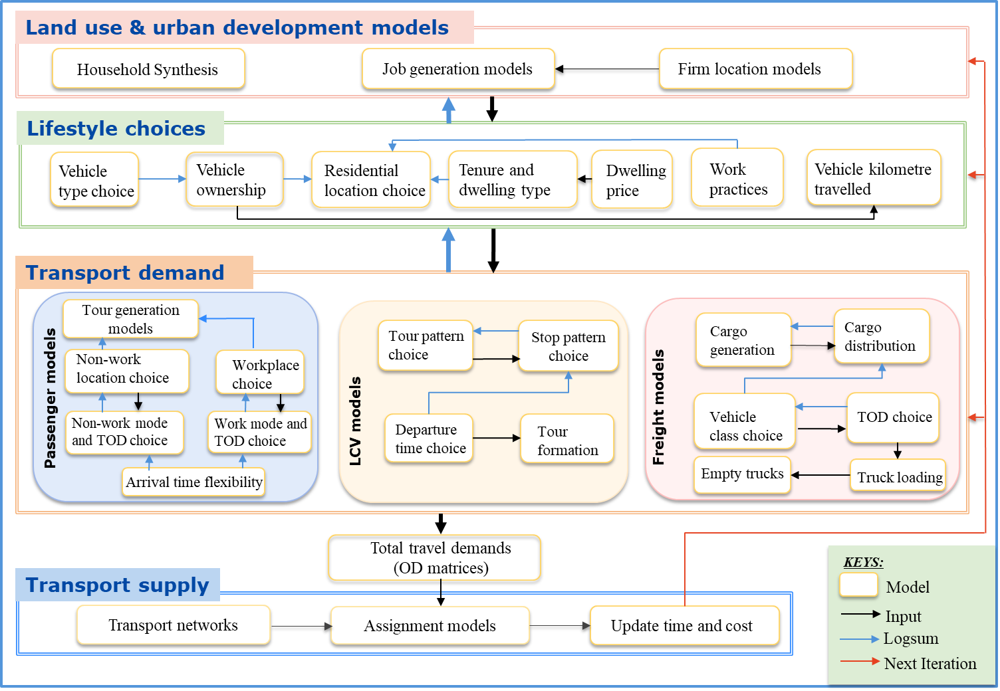 Land use & urban development models
Household Synthesis
Job generation models
Firm location models
Lifestyle choices
Vehicle
type choice
Vehicle
ownership
Residential
location choice
Tenure and
dwelling type
Dwelling
price
Work
practices
Vehicle kilometre
travelled
Transport demand
Passenger models
Tour generation
models
Non-work
location choice
Workplace
choice
Non-work mode
and TOD choice
Work mode and
TOD choice
Arrival time flexibility
LCV models
Tour pattern
choice
Stop pattern
choice
Departure
time choice
Tour
formation
Freight models
Cargo
generation
Cargo
distribution
Vehicle
class choice
TOD choice
Empty trucks
Truck loading
Total travel demands
(OD matrices)
Transport supply
Transport networks
Assignment models
Update time and cost
KEYS:
Model
Input
Logsum
Next Iteration